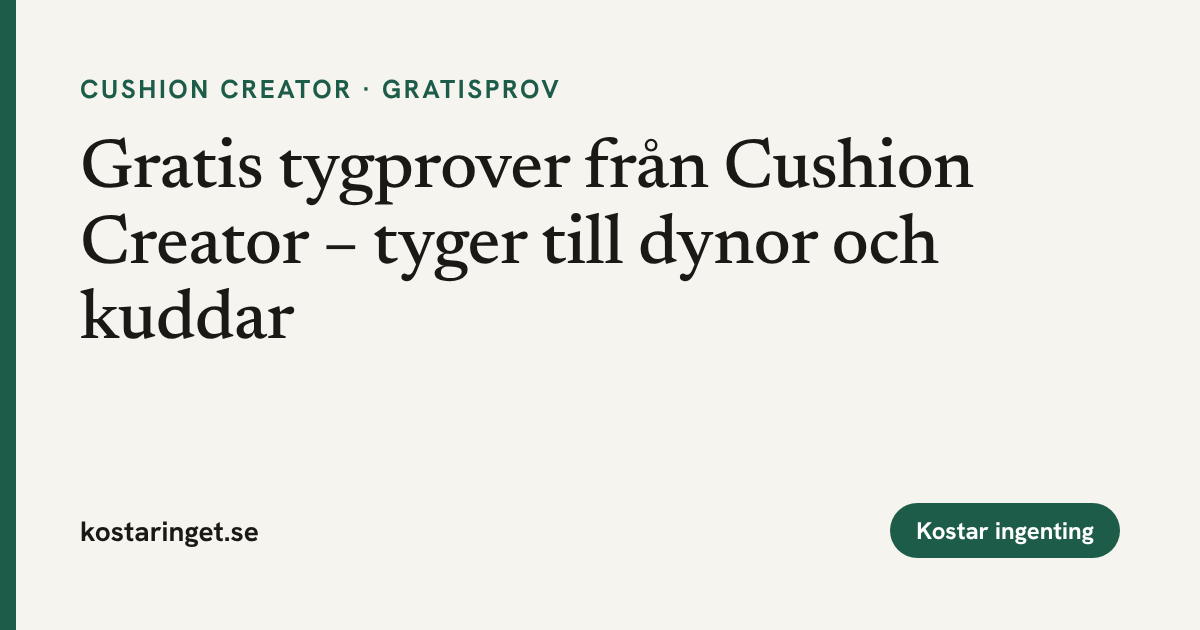 CUSHION CREATOR · GRATISPROV
Gratis tygprover från Cushion
Creator – tyger till dynor och
kuddar
kostaringet.se
Kostar ingenting